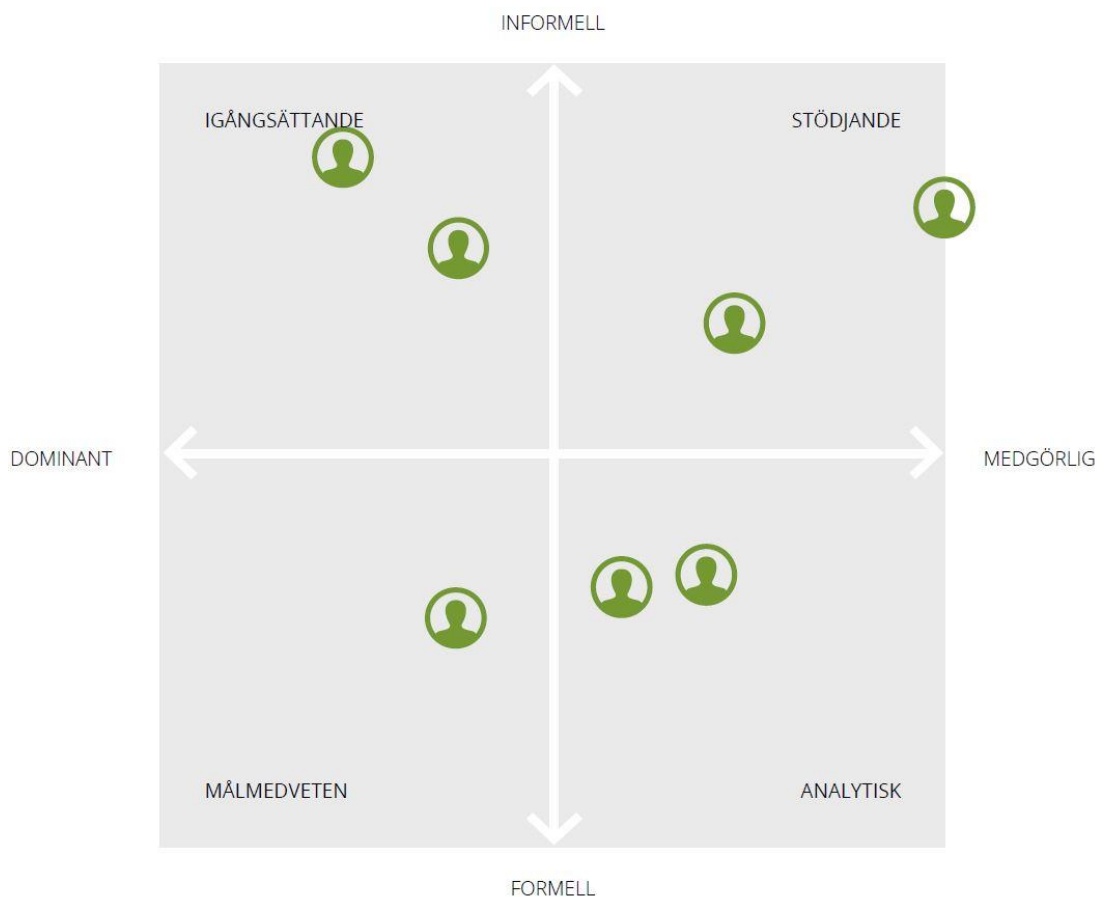 INFORMELL
IGÅNGSÄTTANDE
STÖDJANDE
DOMINANT
MEDGÖRLIG
MÅLMEDVETEN
ANALYTISK
FORMELL